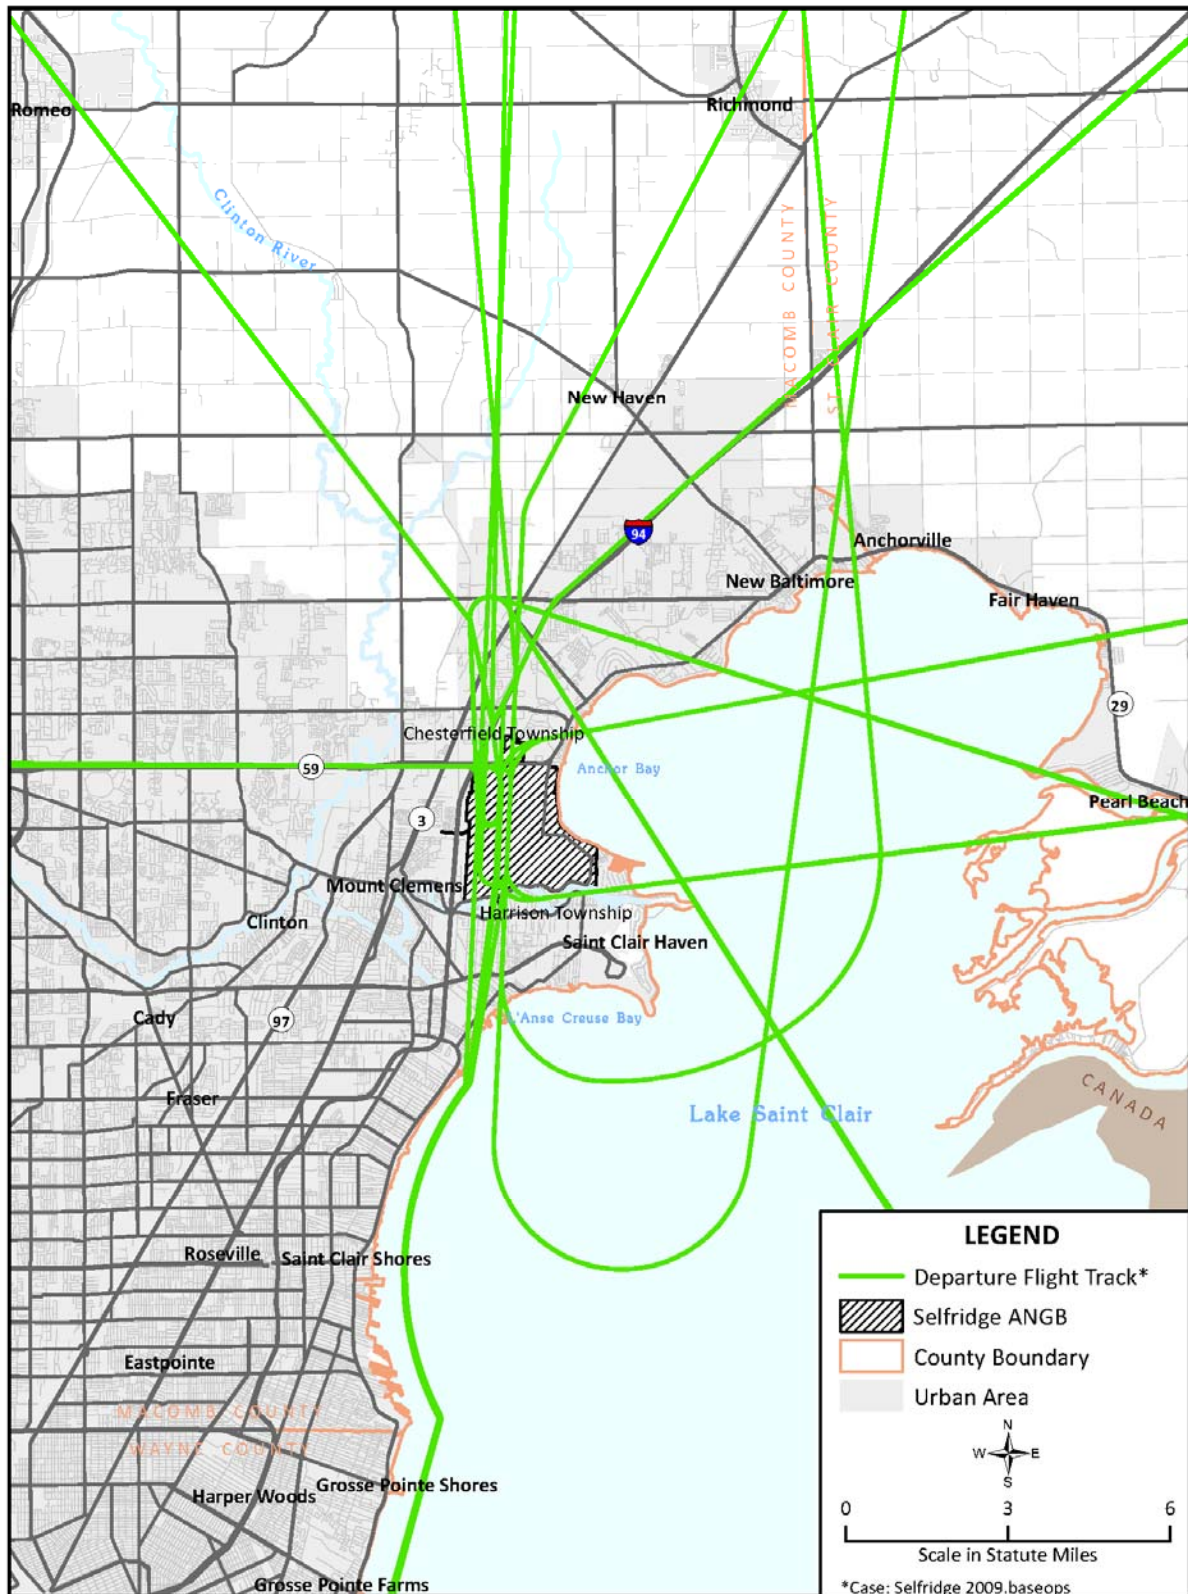 Romeo
Richmond
Clinton River
MACOMB COUNTY
ST CLAIR COUNTY
New Haven
94
Anchorville
New Baltimore
Fair Haven
29
Chesterfield Township
59
Anchor Bay
Pearl Beach
3
Mount Clemens
Harrison Township
Clinton
Saint Clair Haven
Cady
97
L'Anse Creuse Bay
Fraser
Lake Saint Clair
CANADA
Roseville
Saint Clair Shores
Eastpointe
MACOMB COUNTY
WAYNE COUNTY
Harper Woods
Grosse Pointe Shores
Grosse Pointe Farms
LEGEND
Departure Flight Track*
Selfridge ANGB
County Boundary
Urban Area
N
W E
S
0 3 6
Scale in Statute Miles
*Case: Selfridge 2009.baseops